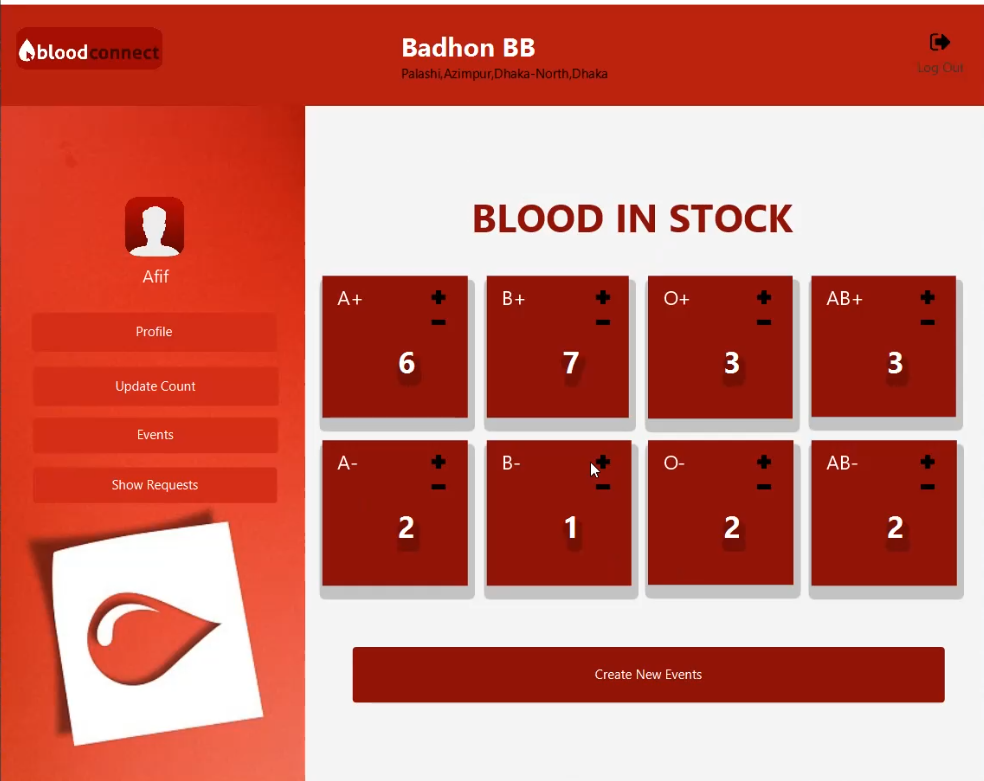 bloodconnect
Badhon BB
Palashi,Azimpur,Dhaka-North,Dhaka
Log Out
Afif
Profile
Update Count
Events
Show Requests
BLOOD IN STOCK
A+
6
B+
7
O+
3
AB+
3
A-
2
B-
1
O-
2
AB-
2
Create New Events